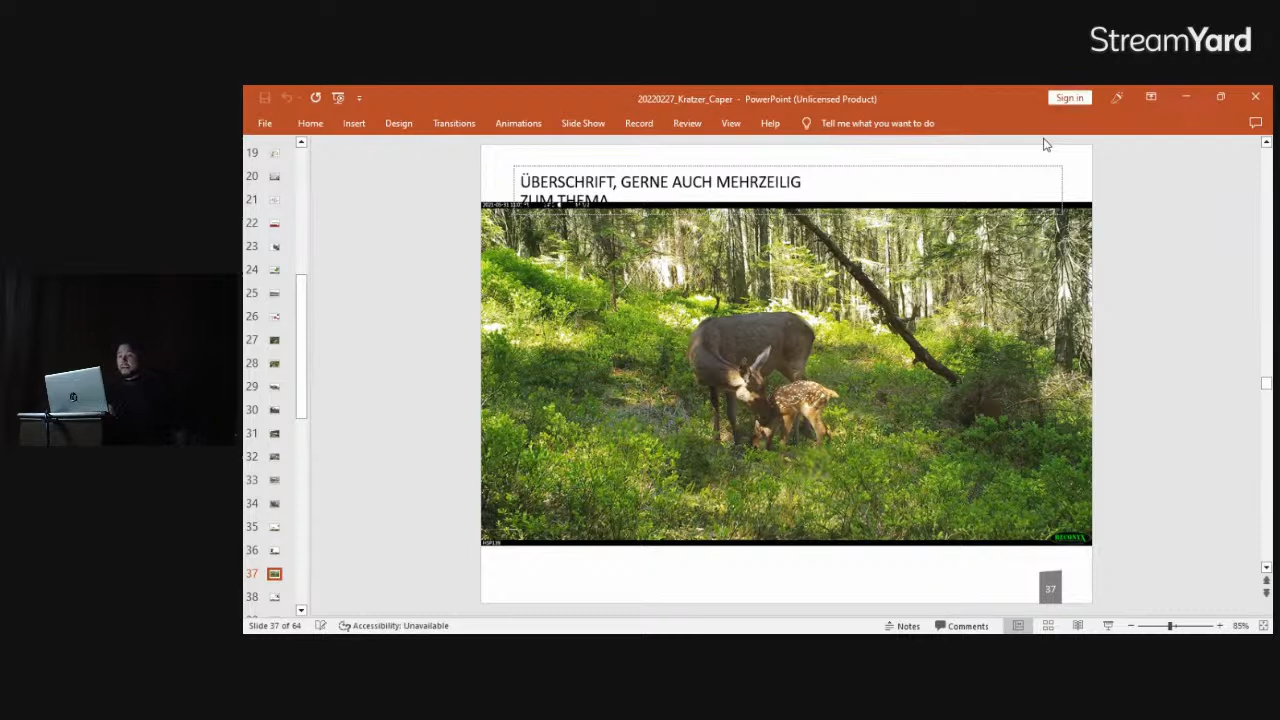 StreamYard
20220227_Kratzer_Caper - PowerPoint (Unlicensed Product)
Sign in
File Home Insert Design Transitions Animations Slide Show Record Review View Help Tell me what you want to do
19
20
21
22
23
24
25
26
27
28
29
30
31
32
33
34
35
36
37
38
ÜBERSCHRIFT, GERNE AUCH MEHRZEILIG
ZUM THEMA
RECONYX
37
Slide 37 of 64 Accessibility: Unavailable Notes Comments 85%